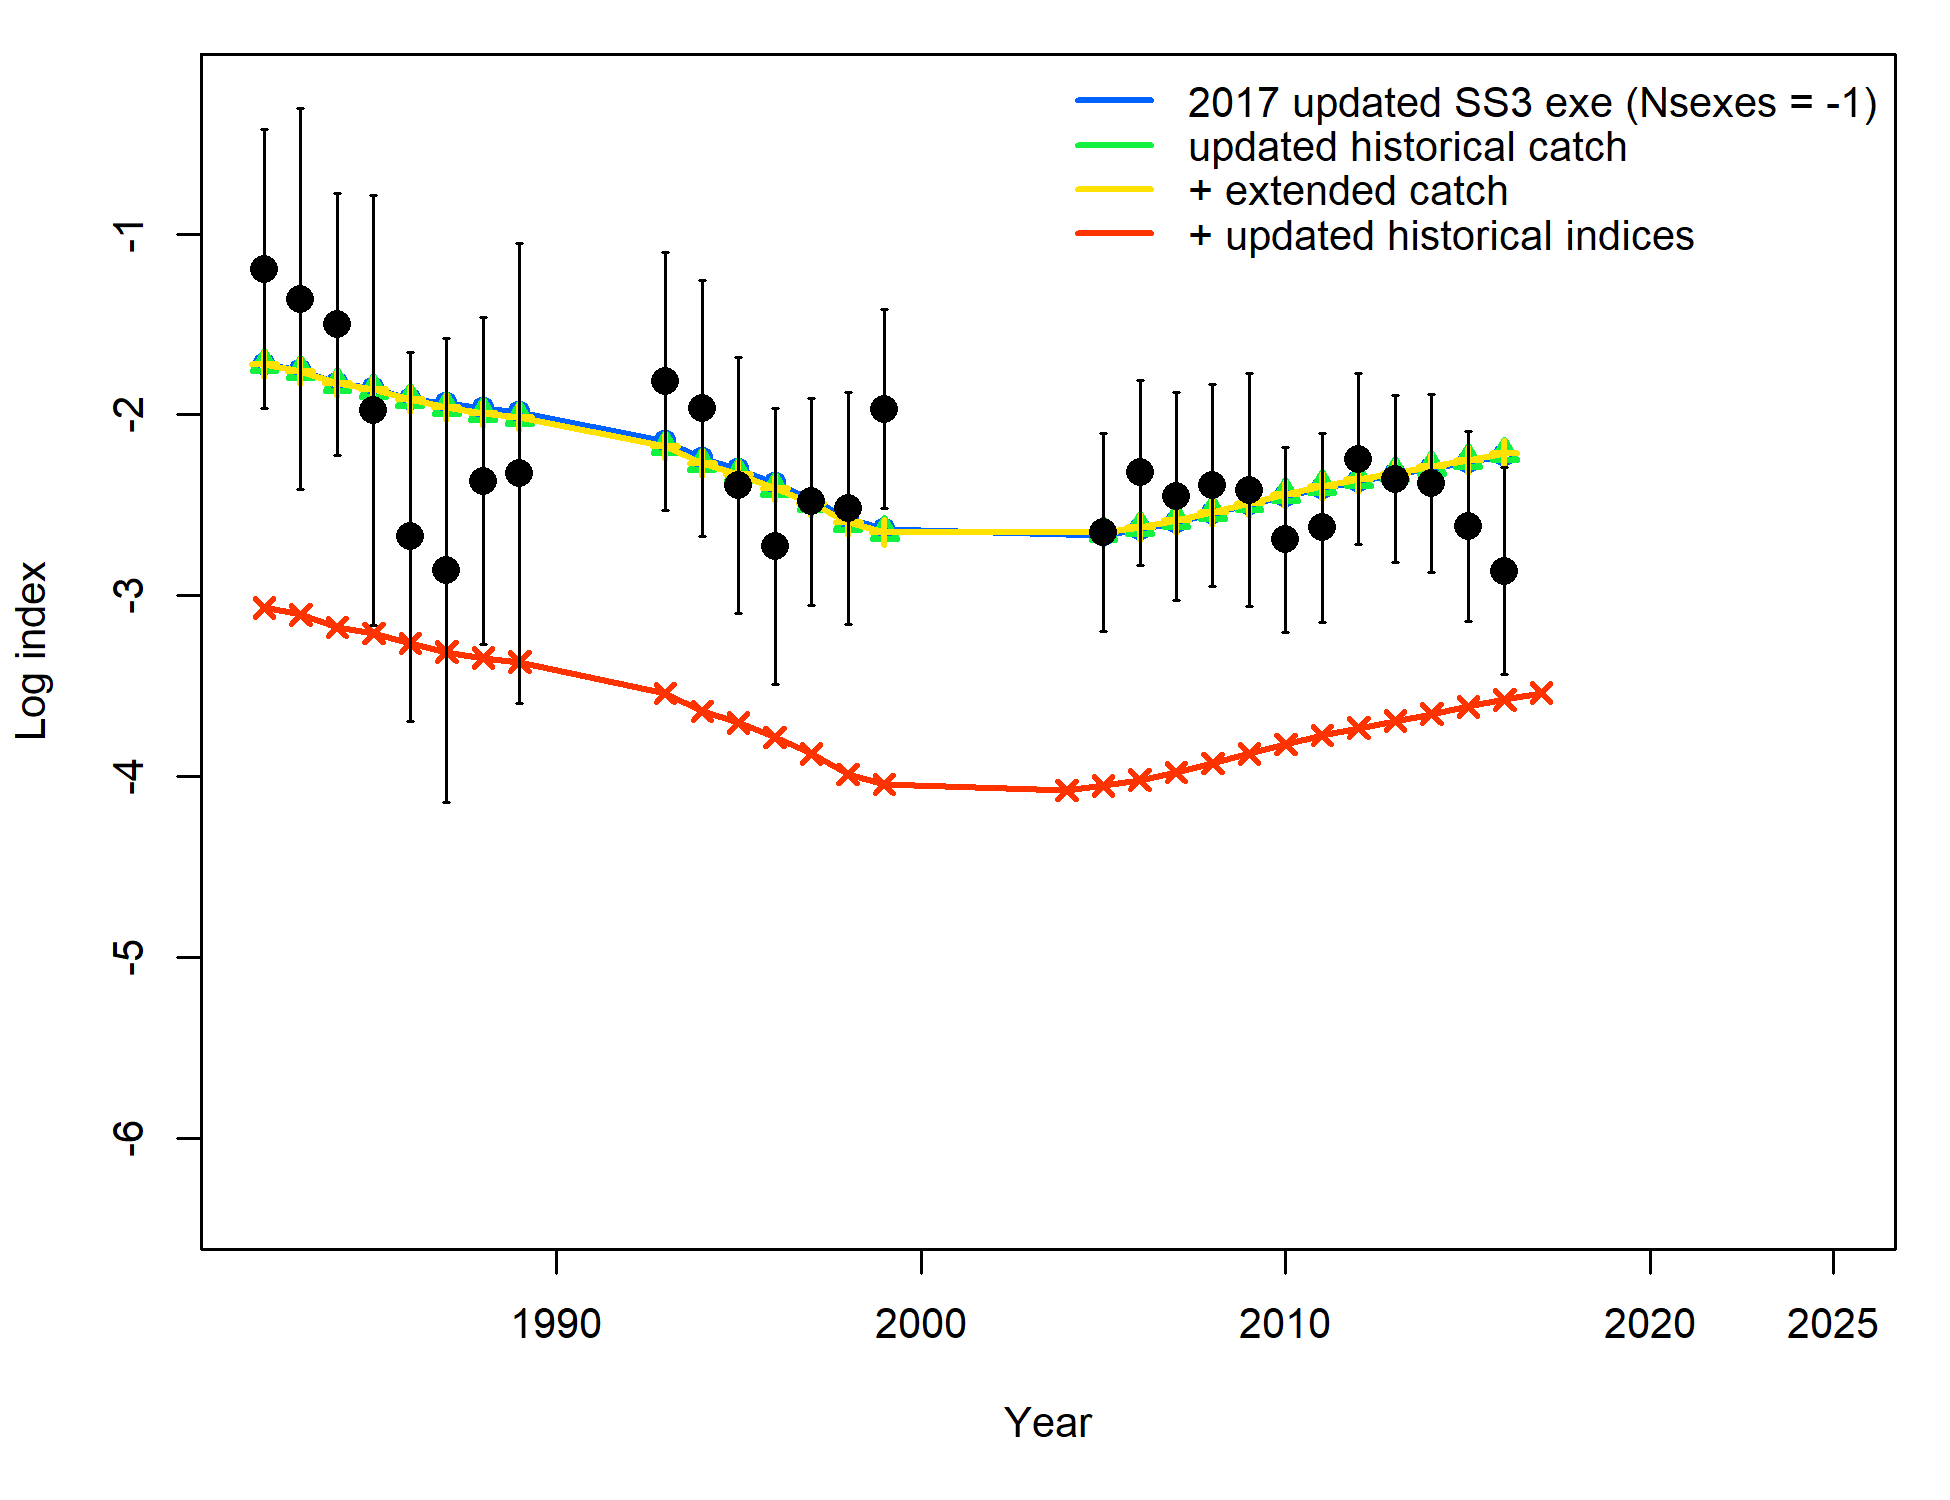 2017 updated SS3 exe (Nsexes = -1)
updated historical catch
+ extended catch
+ updated historical indices
Log index
-1
-2
-3
-4
-5
-6
1990
2000
2010
2020
2025
Year